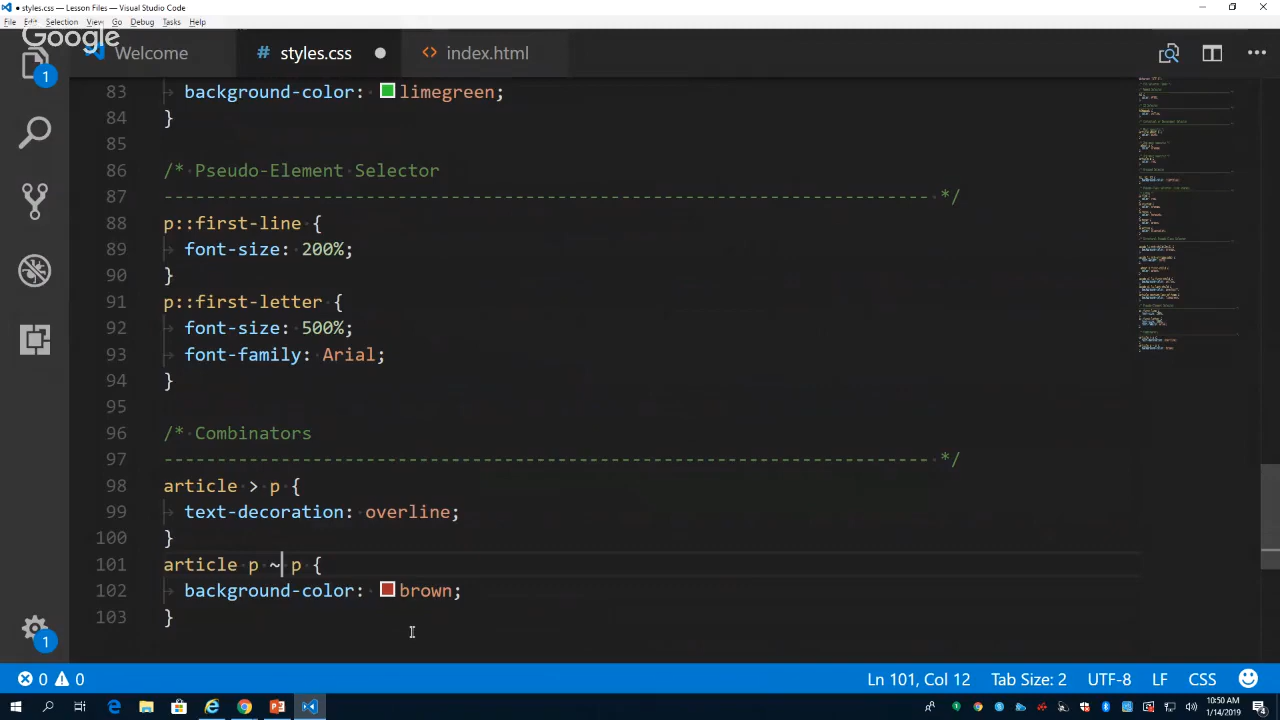 styles.css — Lesson Files — Visual Studio Code
File Edit Selection View Go Debug Tasks
Google
Welcome # styles.css index.html
83 background-color: limegreen;
84 }
85
86 /* Pseudo-Element Selector
87 -------------------------------------------------------------------------- */
88 p::first-line {
89 font-size: 200%;
90 }
91 p::first-letter {
92 font-size: 500%;
93 font-family: Arial;
94 }
95
96 /* Combinators
97 -------------------------------------------------------------------------- */
98 article > p {
99 text-decoration: overline;
100 }
101 article p ~ p {
102 background-color: brown;
103 }
1
1
0 0 Ln 101, Col 12 Tab Size: 2 UTF-8 LF CSS
10:50 AM
1/14/2019